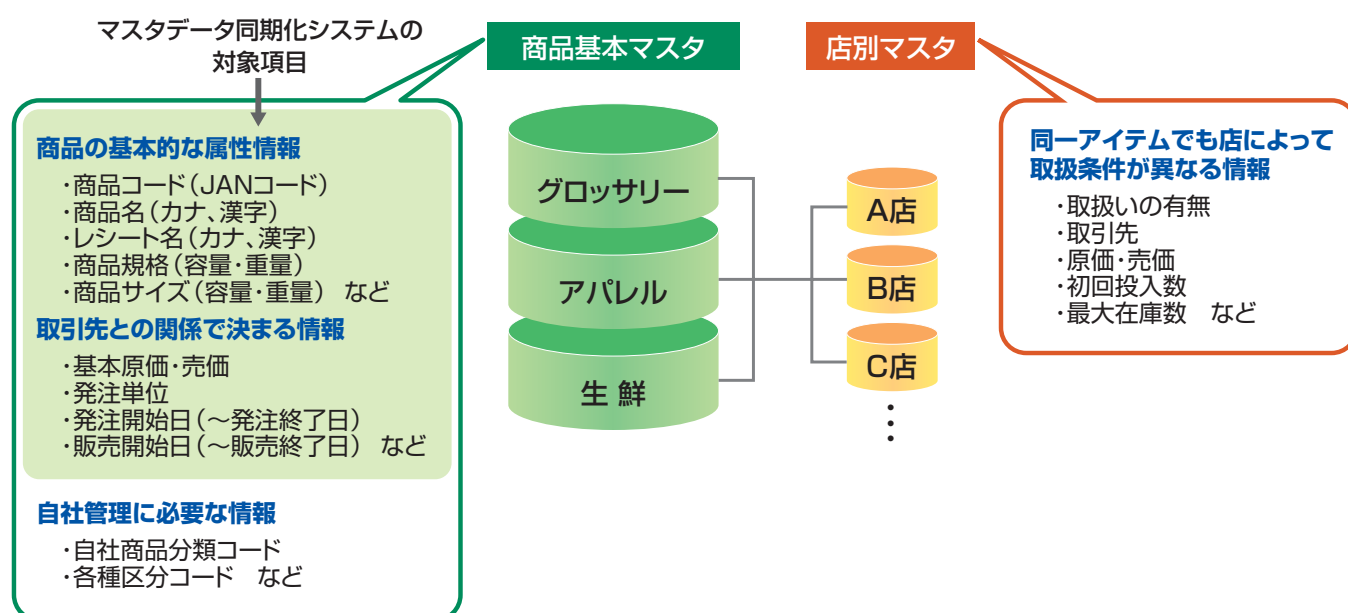 マスタデータ同期化システムの
対象項目
商品基本マスタ
店別マスタ
商品の基本的な属性情報
・商品コード(JANコード)
・商品名(カナ、漢字)
・レシート名(カナ、漢字)
・商品規格(容量・重量)
・商品サイズ(容量・重量) など
取引先との関係で決まる情報
・基本原価・売価
・発注単位
・発注開始日(～発注終了日)
・販売開始日(～販売終了日) など
自社管理に必要な情報
・自社商品分類コード
・各種区分コード など
グロッサリー
アパレル
生 鮮
A店
B店
C店
同一アイテムでも店によって
取扱条件が異なる情報
・取扱いの有無
・取引先
・原価・売価
・初回投入数
・最大在庫数 など